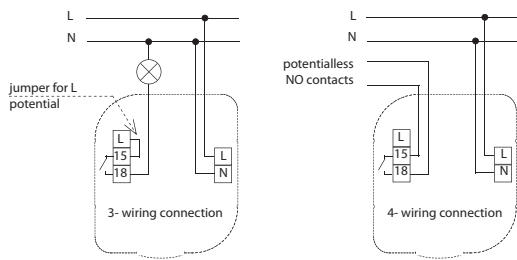 L
N
jumper for L
potential
L
15
18
L
N
3- wiring connection
L
N
potentialless
NO contacts
L
15
18
L
N
4- wiring connection